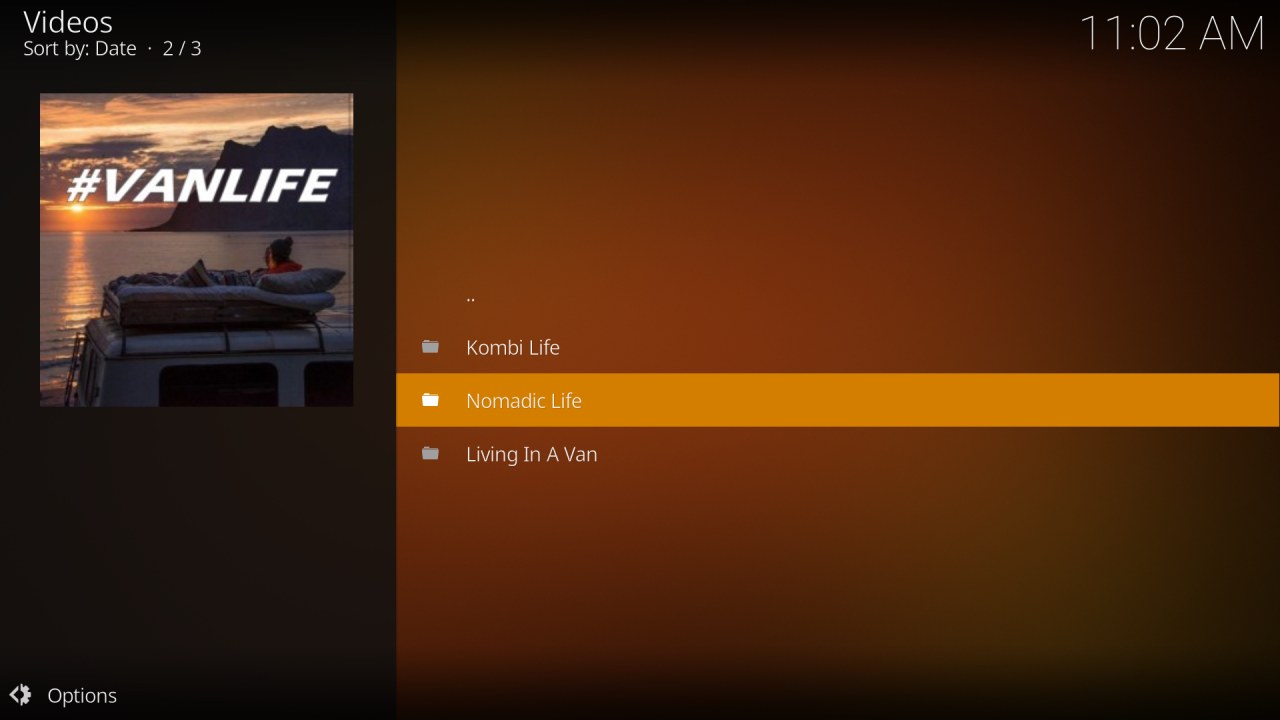 Videos
Sort by: Date · 2 / 3
11:02 AM
#VANLIFE
..
Kombi Life
Nomadic Life
Living In A Van
Options